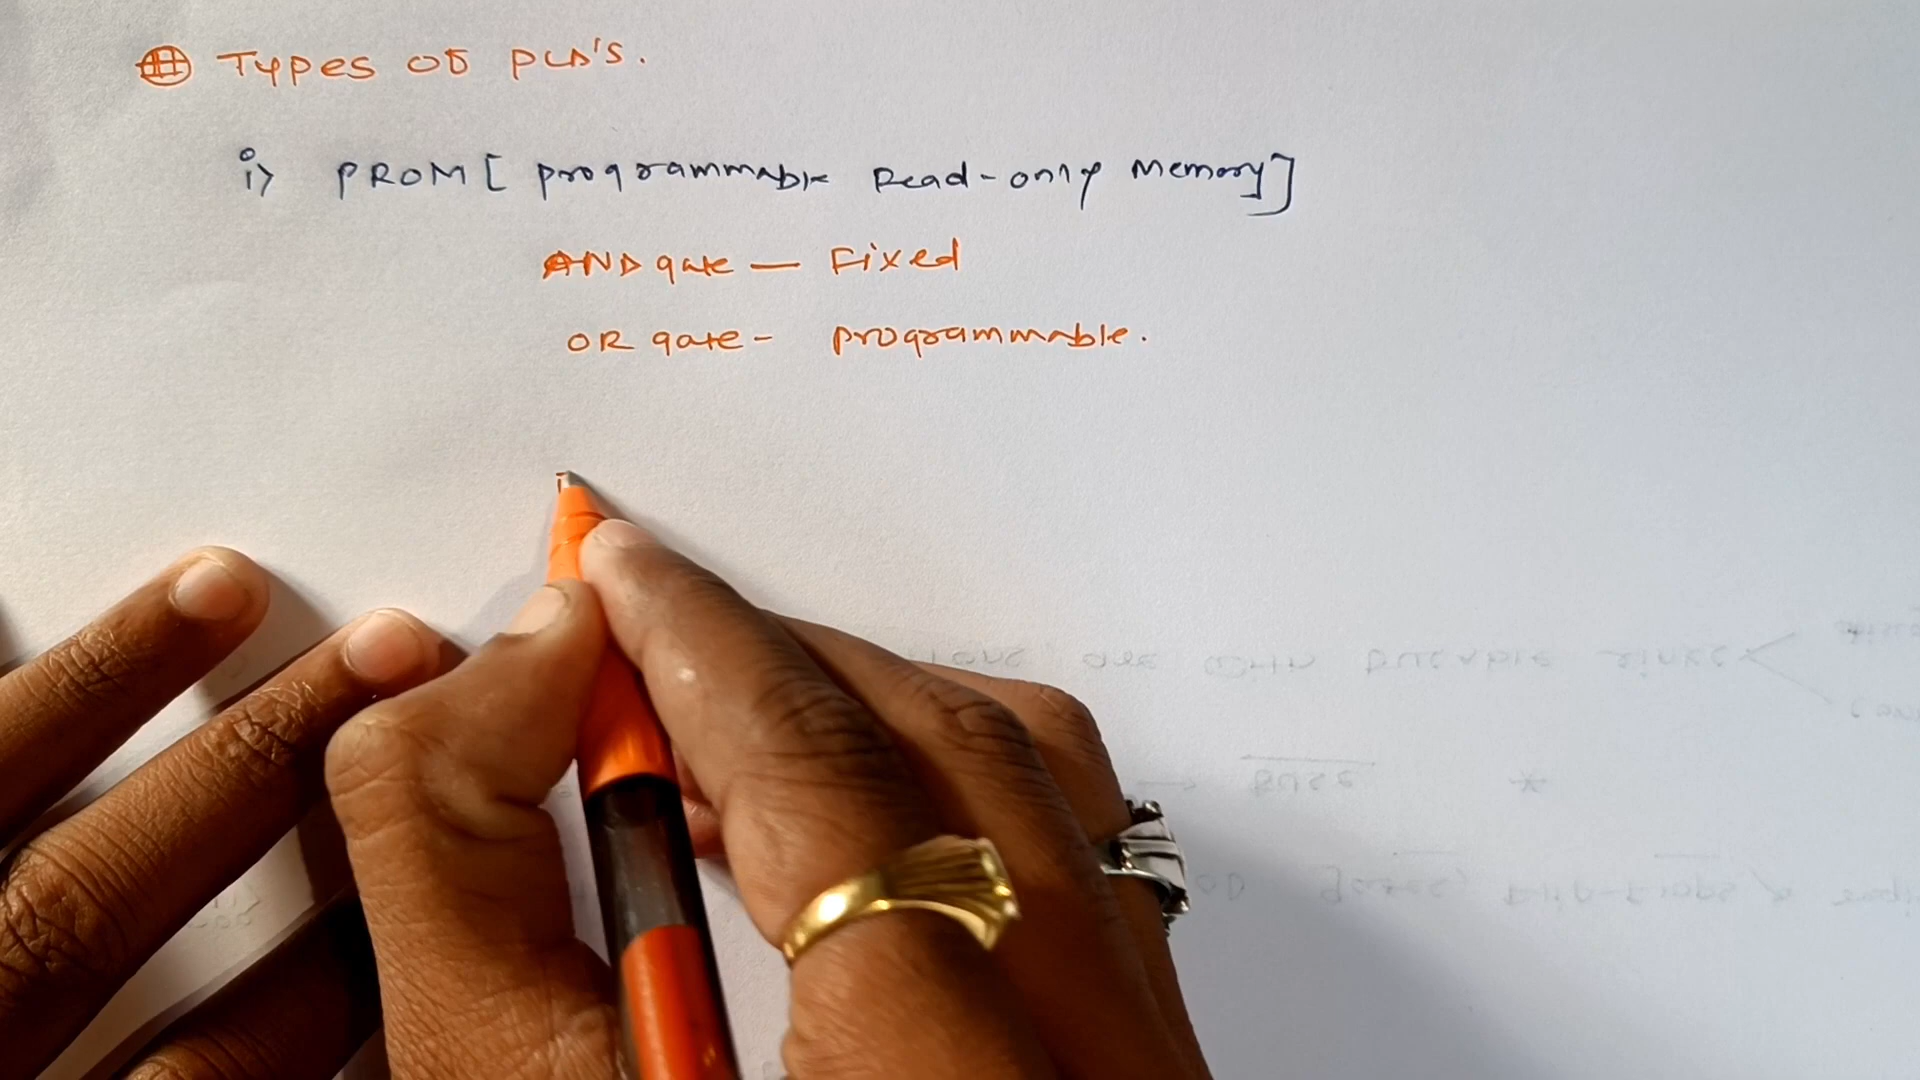 Types of PLD's.
i) PROM [ programmable Read-only Memory]
AND gate — Fixed
OR gate - programmable.